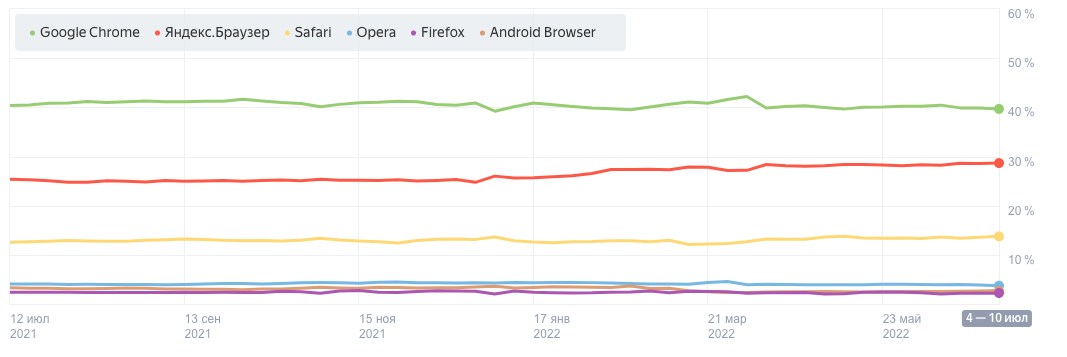 Google Chrome Яндекс.Браузер Safari Opera Firefox Android Browser
60 %
50 %
40 %
30 %
20 %
10 %
12 июл 2021
13 сен 2021
15 ноя 2021
17 янв 2022
21 мар 2022
23 май 2022
4 — 10 июл